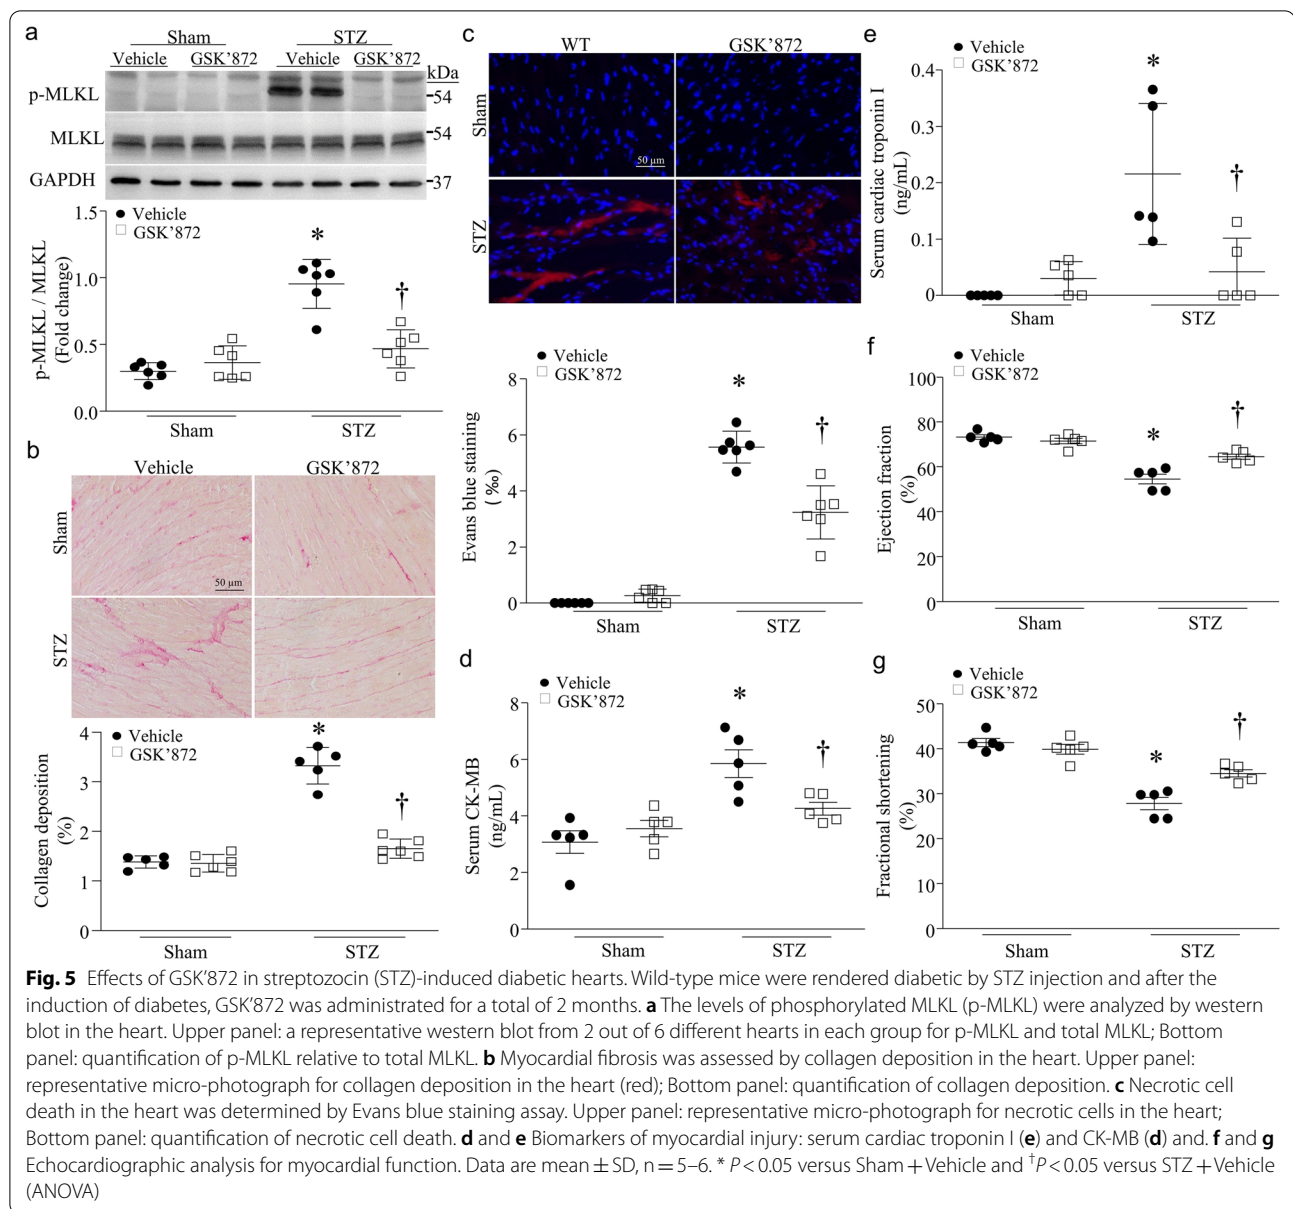 a
Sham STZ
Vehicle GSK'872 Vehicle GSK'872
kDa
p-MLKL 54
MLKL 54
GAPDH 37
Vehicle
GSK'872
1.5
1.0
0.5
0.0
p-MLKL / MLKL
(Fold change)
*
†
Sham STZ
b
Vehicle GSK'872
Sham
50 µm
STZ
Vehicle
GSK'872
4
3
2
1
0
Collagen deposition
(%)
*
†
Sham STZ
c
WT GSK'872
Sham
50 µm
STZ
Vehicle
GSK'872
8
6
4
2
0
Evans blue staining
( ‰)
*
†
Sham STZ
d
Vehicle
GSK'872
8
6
4
2
0
Serum CK-MB
(ng/mL)
*
†
Sham STZ
e
Vehicle
GSK'872
0.4
0.3
0.2
0.1
0
Serum cardiac troponin I
(ng/mL)
*
†
Sham STZ
f
Vehicle
GSK'872
100
80
60
40
20
0
Ejection fraction
(%)
*
†
Sham STZ
g
Vehicle
GSK'872
50
40
30
20
10
0
Fractional shortening
(%)
*
†
Sham STZ
Fig. 5 Effects of GSK'872 in streptozocin (STZ)-induced diabetic hearts. Wild-type mice were rendered diabetic by STZ injection and after the
induction of diabetes, GSK'872 was administrated for a total of 2 months. a The levels of phosphorylated MLKL (p-MLKL) were analyzed by western
blot in the heart. Upper panel: a representative western blot from 2 out of 6 different hearts in each group for p-MLKL and total MLKL; Bottom
panel: quantification of p-MLKL relative to total MLKL. b Myocardial fibrosis was assessed by collagen deposition in the heart. Upper panel:
representative micro-photograph for collagen deposition in the heart (red); Bottom panel: quantification of collagen deposition. c Necrotic cell
death in the heart was determined by Evans blue staining assay. Upper panel: representative micro-photograph for necrotic cells in the heart;
Bottom panel: quantification of necrotic cell death. d and e Biomarkers of myocardial injury: serum cardiac troponin I (e) and CK-MB (d) and. f and g
Echocardiographic analysis for myocardial function. Data are mean ± SD, n = 5–6. * P < 0.05 versus Sham + Vehicle and †P < 0.05 versus STZ + Vehicle
(ANOVA)